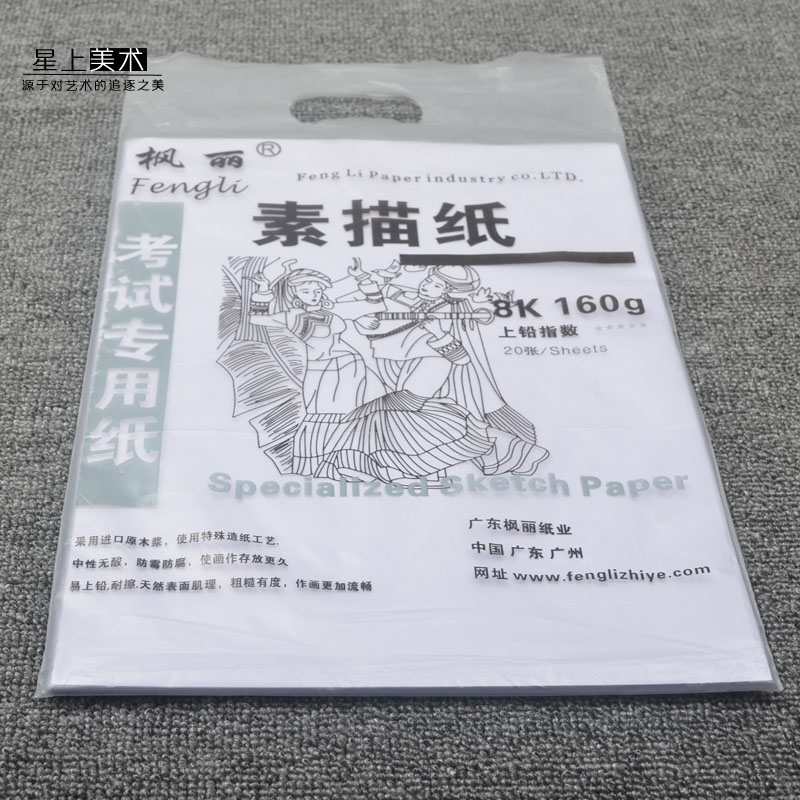 星上美术
源于对艺术的追逐之美
枫丽®
Fengli
Feng Li Paper industry co.LTD.
素描纸
考试专用纸
8K 160g
上铅指数 ☆☆☆☆☆
20张/Sheets
Specialized Sketch Paper
采用进口原木浆，使用特殊造纸工艺.
中性无酸，防霉防腐，使画作存放更久
易上铅,耐擦.天然表面肌理，粗糙有度，作画更加流畅
广东枫丽纸业
中国 广东 广州
网址 www.fenglizhiye.com